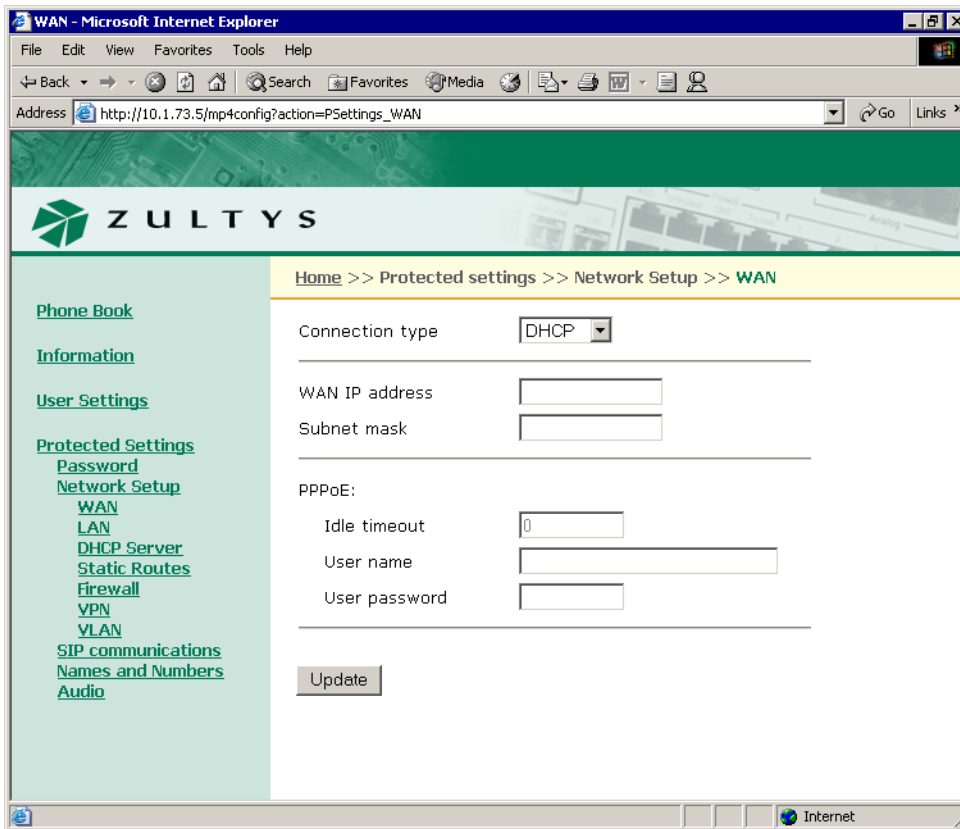 WAN - Microsoft Internet Explorer
File Edit View Favorites Tools Help
Back Search Favorites Media
Address http://10.1.73.5/mp4config?action=PSettings_WAN Go Links »
ZULTYS
Home >> Protected settings >> Network Setup >> WAN
Phone Book
Information
User Settings
Protected Settings
Password
Network Setup
WAN
LAN
DHCP Server
Static Routes
Firewall
VPN
VLAN
SIP communications
Names and Numbers
Audio
Connection type DHCP
WAN IP address
Subnet mask
PPPoE:
Idle timeout 0
User name
User password
Update
Internet